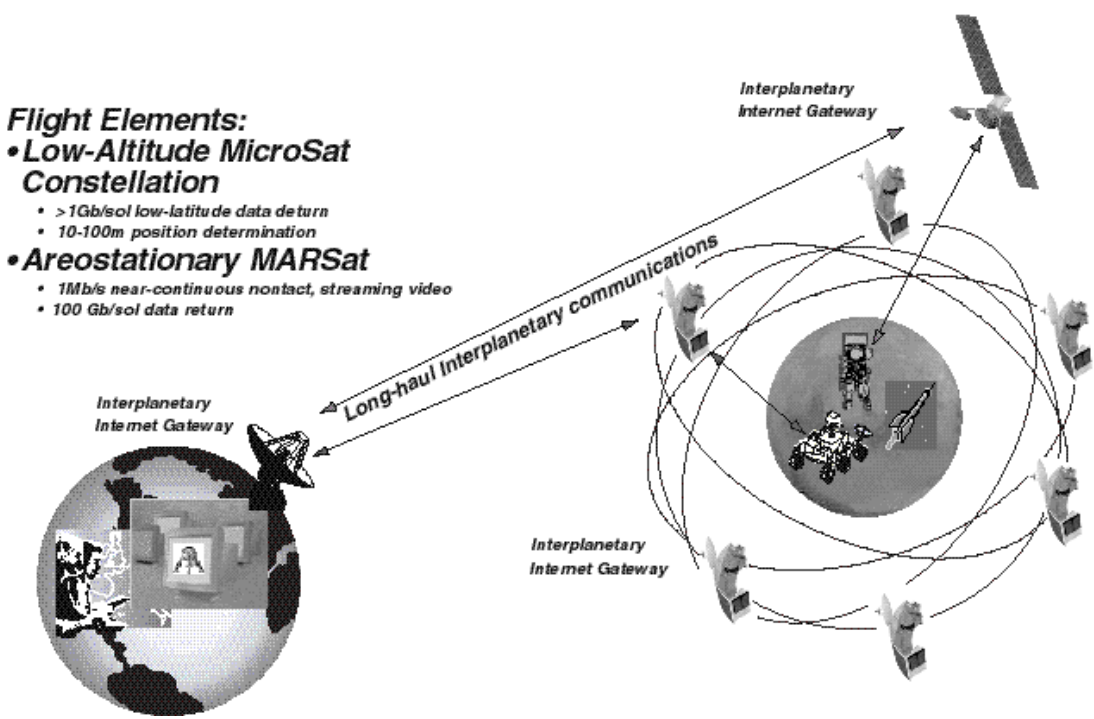 Flight Elements:
•Low-Altitude MicroSat
Constellation
• >1Gb/sol low-latitude data deturn
• 10-100m position determination
•Areostationary MARSat
• 1Mb/s near-continuous nontact, streaming video
• 100 Gb/sol data return
Interplanetary
Internet Gateway
Long-haul Interplanetary communications
Interplanetary
Internet Gateway
Interplanetary
Internet Gateway